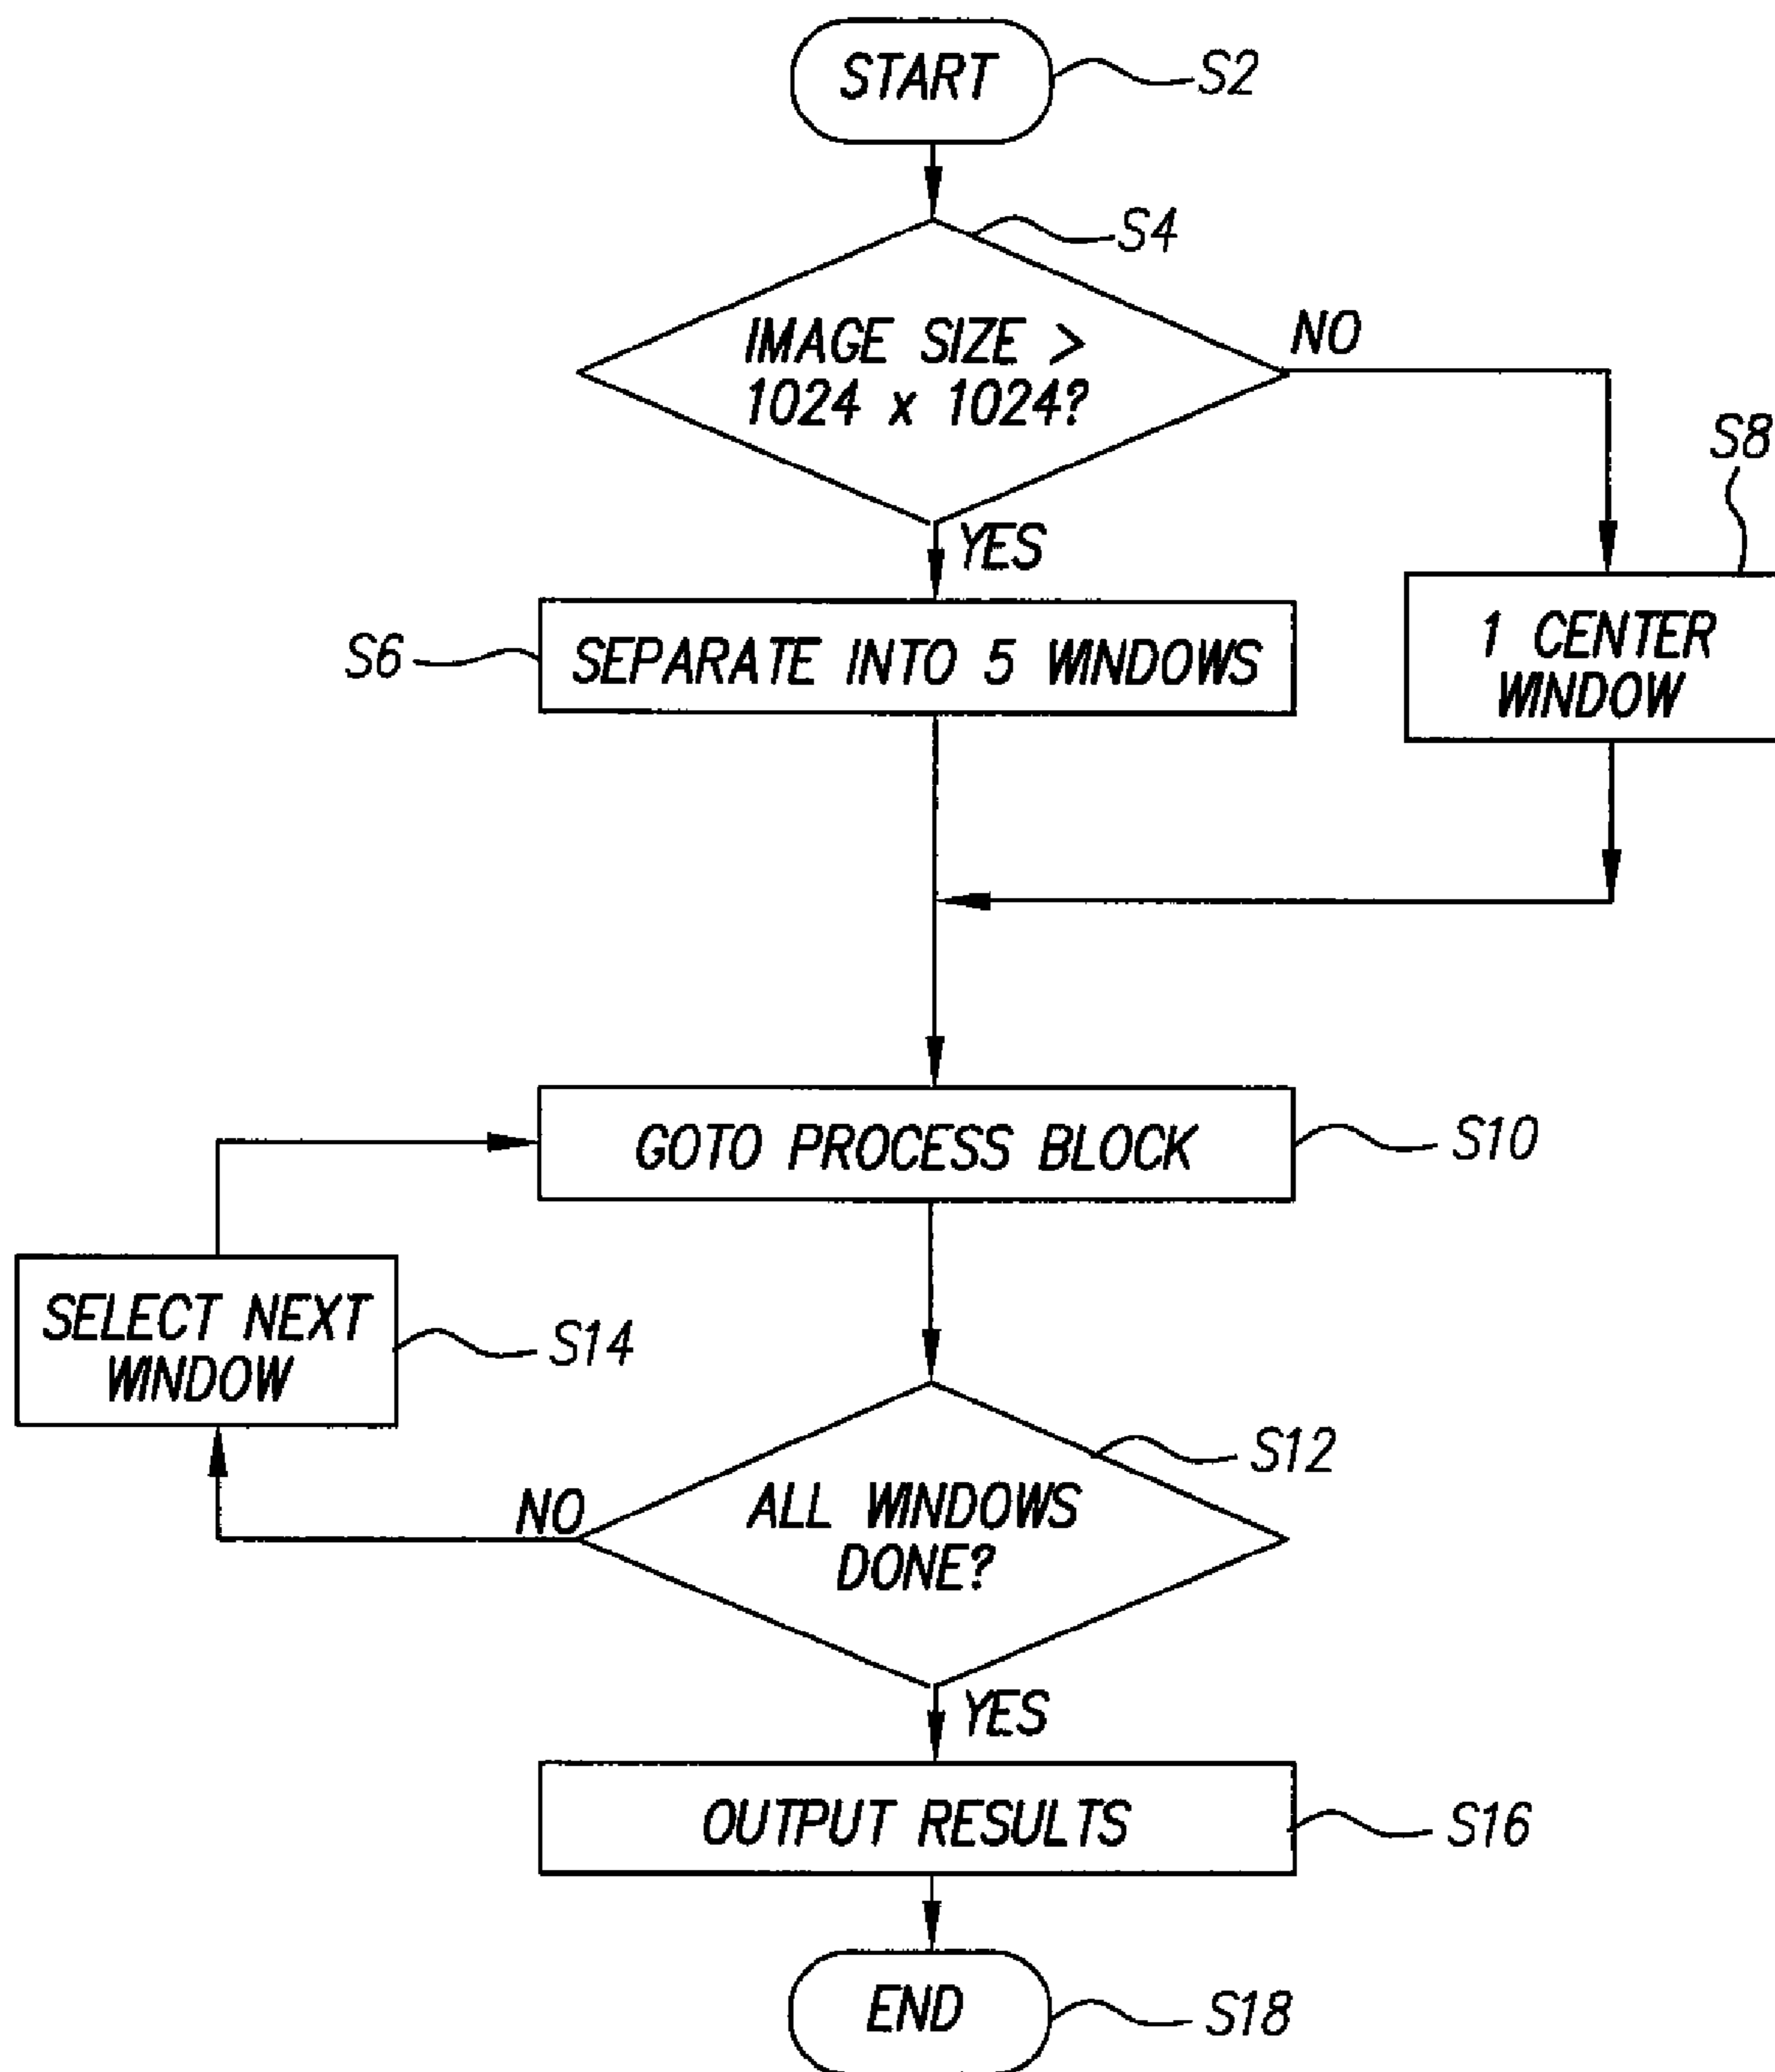 START
S2
S4
IMAGE SIZE >
1024 x 1024?
NO
YES
S8
S6
SEPARATE INTO 5 WINDOWS
1 CENTER
WINDOW
GOTO PROCESS BLOCK
S10
SELECT NEXT
WINDOW
S14
S12
ALL WINDOWS
DONE?
NO
YES
OUTPUT RESULTS
S16
END
S18